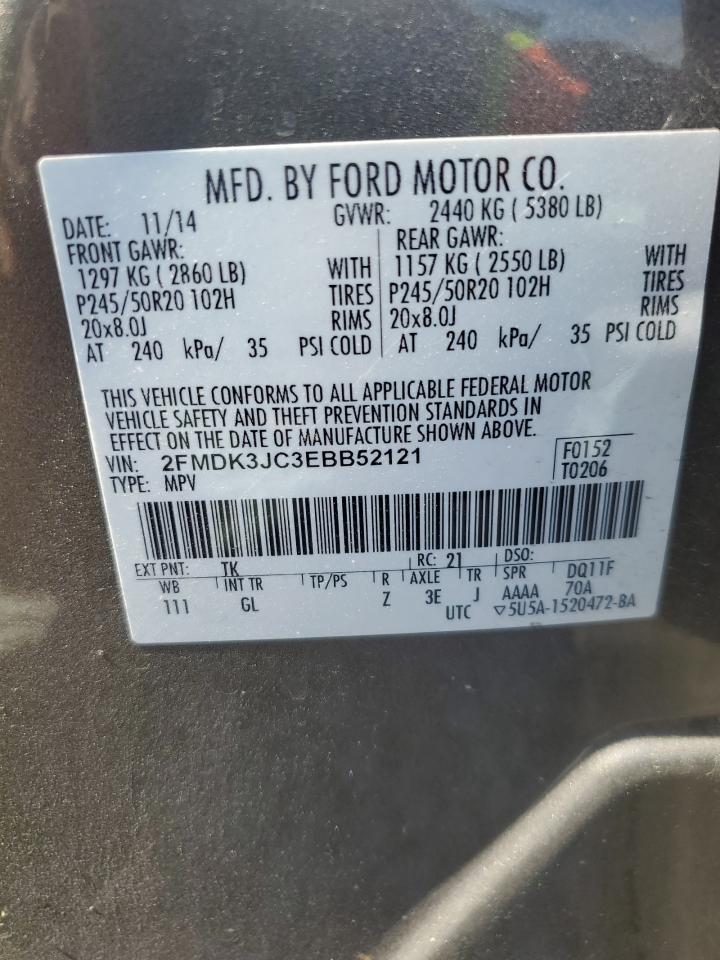 MFD. BY FORD MOTOR CO.
DATE: 11/14 GVWR: 2440 KG ( 5380 LB)
FRONT GAWR: REAR GAWR:
1297 KG ( 2860 LB) WITH 1157 KG ( 2550 LB) WITH
P245/50R20 102H TIRES P245/50R20 102H TIRES
20x8.0J RIMS 20x8.0J RIMS
AT 240 kPa/ 35 PSI COLD AT 240 kPa/ 35 PSI COLD
THIS VEHICLE CONFORMS TO ALL APPLICABLE FEDERAL MOTOR
VEHICLE SAFETY AND THEFT PREVENTION STANDARDS IN
EFFECT ON THE DATE OF MANUFACTURE SHOWN ABOVE.
VIN: 2FMDK3JC3EBB52121 F0152
TYPE: MPV T0206
EXT PNT: TK RC: 21 DSO:
WB INT TR TP/PS R AXLE TR SPR DQ11F
111 GL Z 3E J AAAA 70A
UTC ▽5U5A-1520472-BA